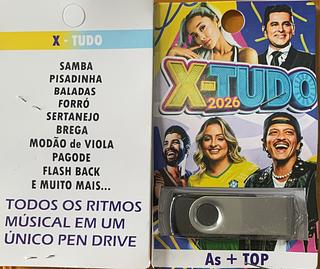 X - TUDO
SAMBA
PISADINHA
BALADAS
FORRÓ
SERTANEJO
BREGA
MODÃO de VIOLA
PAGODE
FLASH BACK
E MUITO MAIS...
TODOS OS RITMOS
MÚSICAL EM UM
ÚNICO PEN DRIVE
X-TUDO
2026
As + TOP